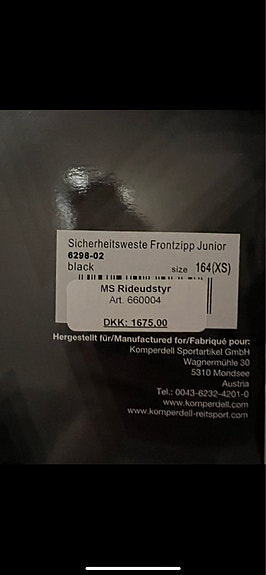 Sicherheitsweste Frontzipp Junior
6298-02
black size 164(XS)
MS Rideudstyr
Art. 660004
DKK: 1675,00
Hergestellt für/Manufactured for/Fabriqué pour:
Komperdell Sportartikel GmbH
Wagnermühle 30
5310 Mondsee
Austria
Tel.: 0043-6232-4201-0
www.komperdell.com
www.komperdell-reitsport.com